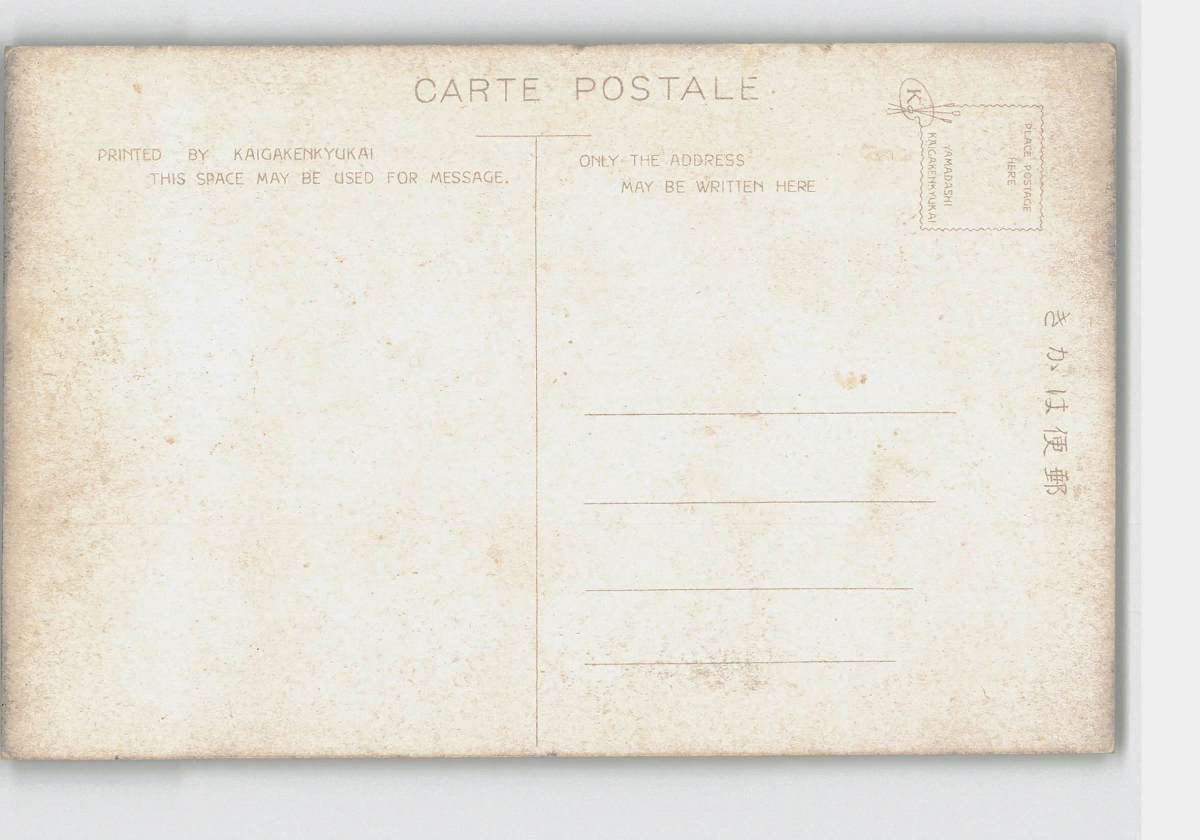 CARTE POSTALE
PRINTED BY KAIGAKENKYUKAI
THIS SPACE MAY BE USED FOR MESSAGE.
ONLY THE ADDRESS
MAY BE WRITTEN HERE
K
PLACE POSTAGE
HERE
YAMADASHI
KAIGAKENKYUKAI
郵便はかき